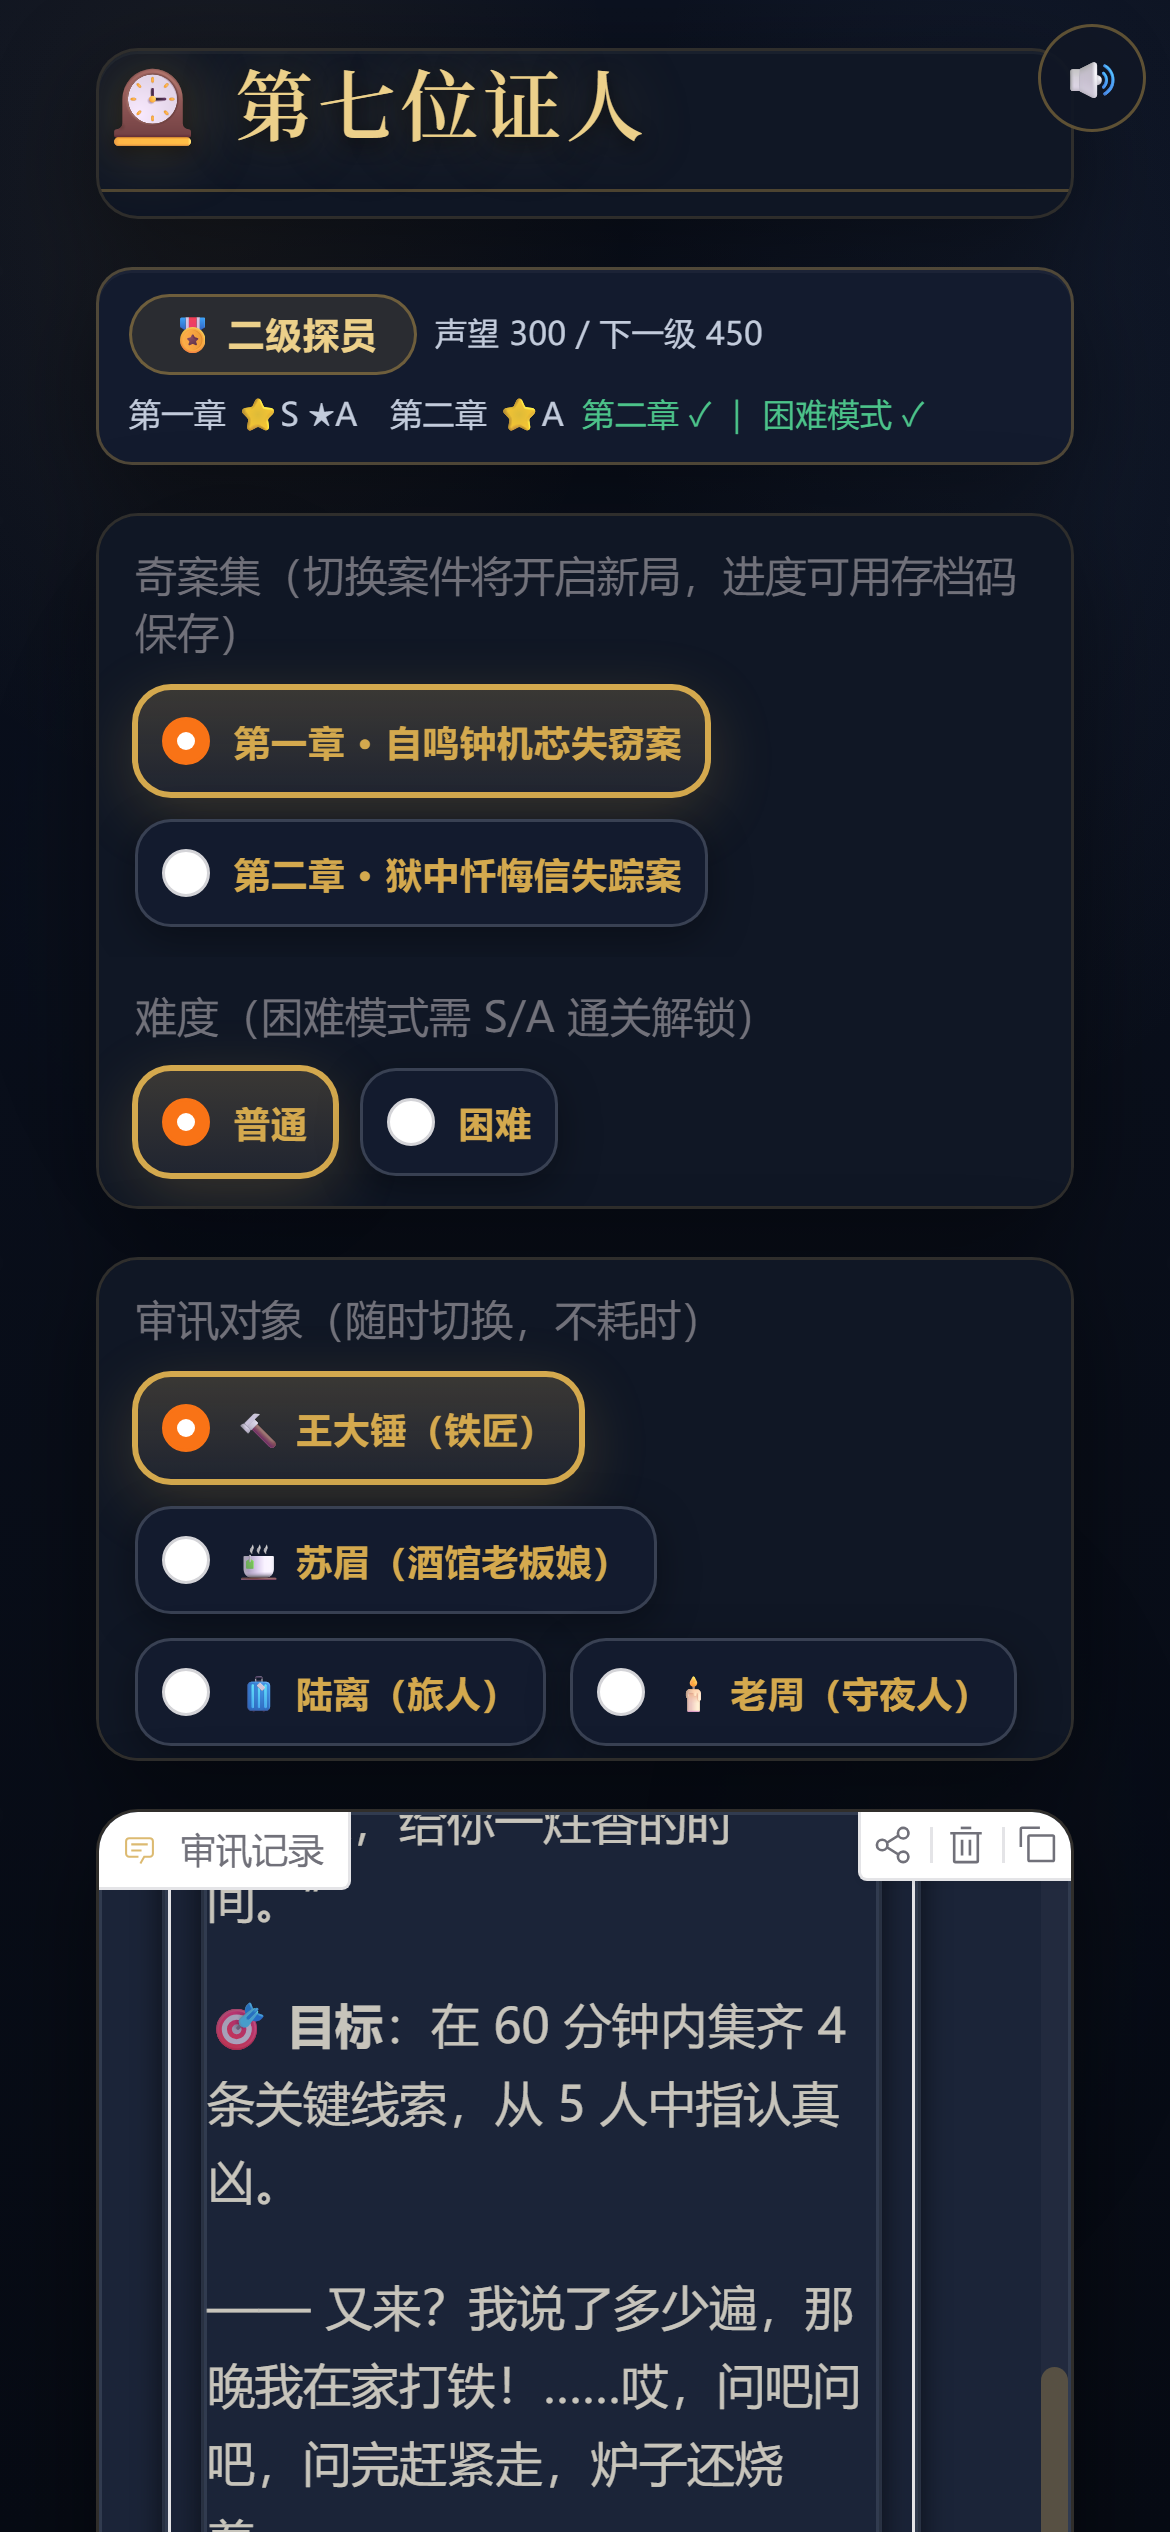 第七位证人
二级探员 声望 300 / 下一级 450
第一章 ⭐S ★A 第二章 ⭐A 第二章 ✓ | 困难模式 ✓
奇案集（切换案件将开启新局，进度可用存档码
保存）
第一章 · 自鸣钟机芯失窃案
第二章 · 狱中忏悔信失踪案
难度（困难模式需 S/A 通关解锁）
普通 困难
审讯对象（随时切换，不耗时）
王大锤（铁匠）
苏眉（酒馆老板娘）
陆离（旅人） 老周（守夜人）
审讯记录
，给你一炷香的时
间。”
目标：在 60 分钟内集齐 4
条关键线索，从 5 人中指认真
凶。
—— 又来？我说了多少遍，那
晚我在家打铁！……哎，问吧问
吧，问完赶紧走，炉子还烧